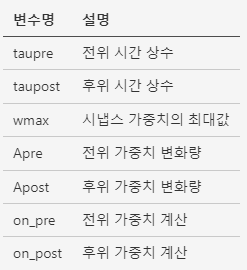 변수명 설명
taupre 전위 시간 상수
taupost 후위 시간 상수
wmax 시냅스 가중치의 최대값
Apre 전위 가중치 변화량
Apost 후위 가중치 변화량
on_pre 전위 가중치 계산
on_post 후위 가중치 계산